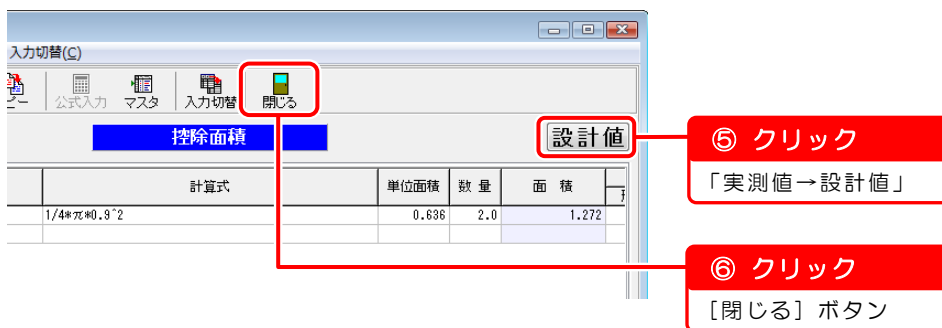 入力切替(C)
ピー 公式入力 マスタ 入力切替 閉じる
控除面積 設計値
計算式 単位面積 数 量 面 積
1/4*π*0.9^2 0.636 2.0 1.272
⑤ クリック
「実測値→設計値」
⑥ クリック
［閉じる］ボタン